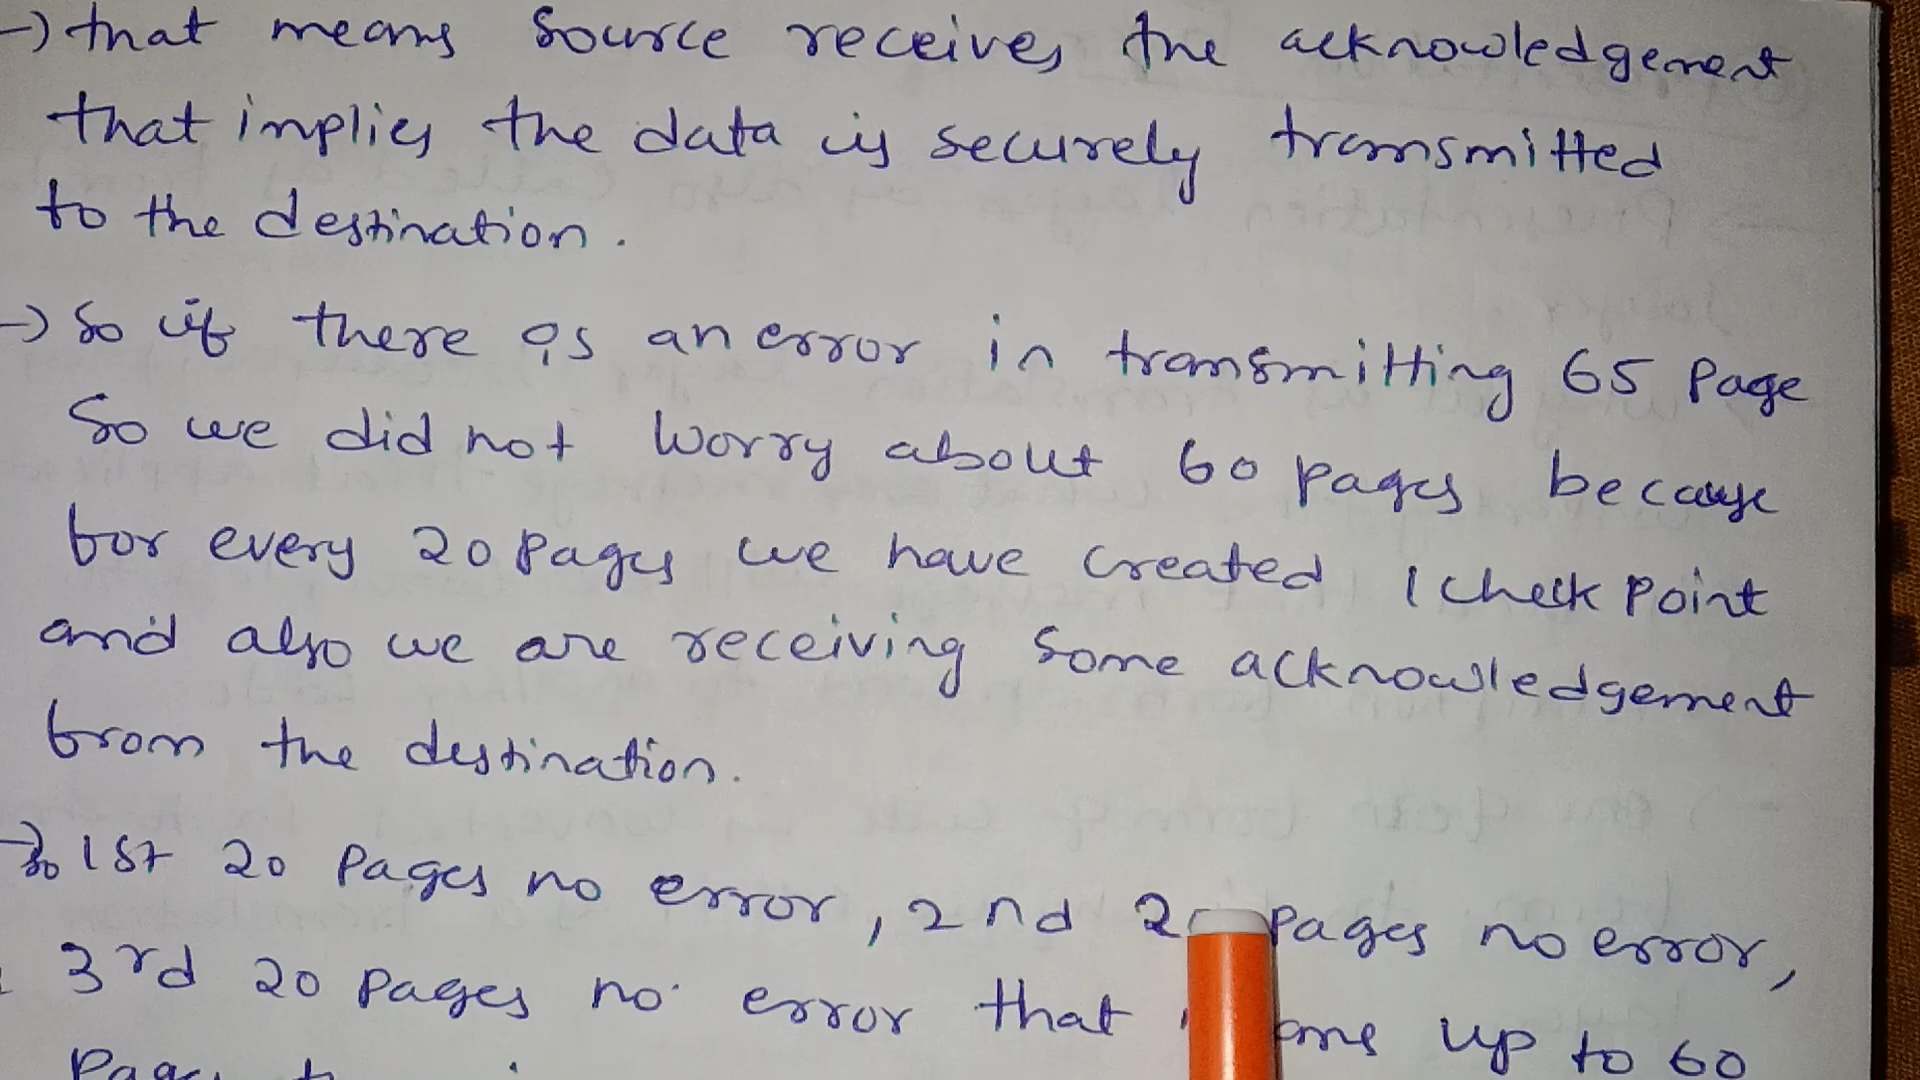 → that means source receives the acknowledgement
that implies the data is securely transmitted
to the destination.
→ So if there is an error in transmitting 65 Page
So we did not worry about 60 pages because
for every 20 Pages we have created 1 check Point
and also we are receiving some acknowledgement
from the destination.
→ So 1st 20 Pages no error, 2nd 2 Pages no error,
3rd 20 Pages no error that up to 60